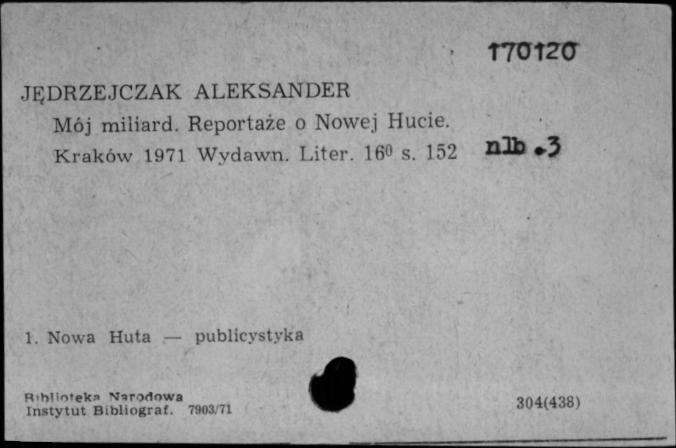 170120
JĘDRZEJCZAK ALEKSANDER
Mój miliard. Reportaże o Nowej Hucie.
Kraków 1971 Wydawn. Liter. 16⁰ s. 152 nlb .3
1. Nowa Huta — publicystyka
Biblioteka Narodowa
Instytut Bibliograf. 7903/71
304(438)